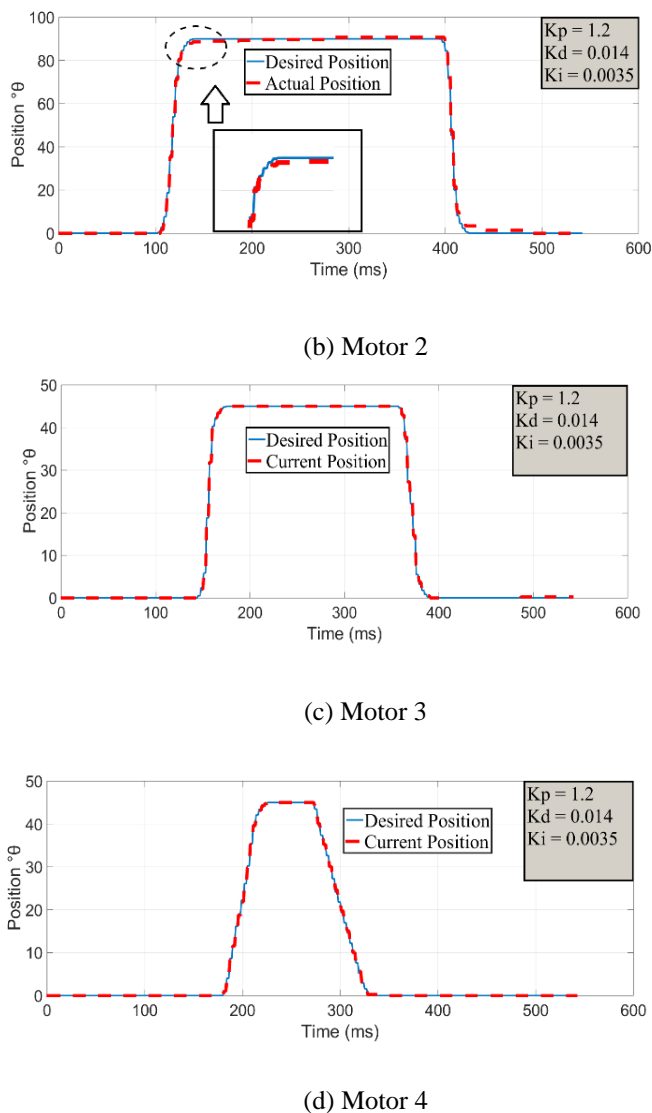 100
80
60
40
20
0
Position °θ
Desired Position
Actual Position
Kp = 1.2
Kd = 0.014
Ki = 0.0035
0 100 200 300 400 500 600
Time (ms)
(b) Motor 2
50
40
30
20
10
0
Position °θ
Desired Position
Current Position
Kp = 1.2
Kd = 0.014
Ki = 0.0035
0 100 200 300 400 500 600
Time (ms)
(c) Motor 3
50
40
30
20
10
0
Position °θ
Desired Position
Current Position
Kp = 1.2
Kd = 0.014
Ki = 0.0035
0 100 200 300 400 500 600
Time (ms)
(d) Motor 4